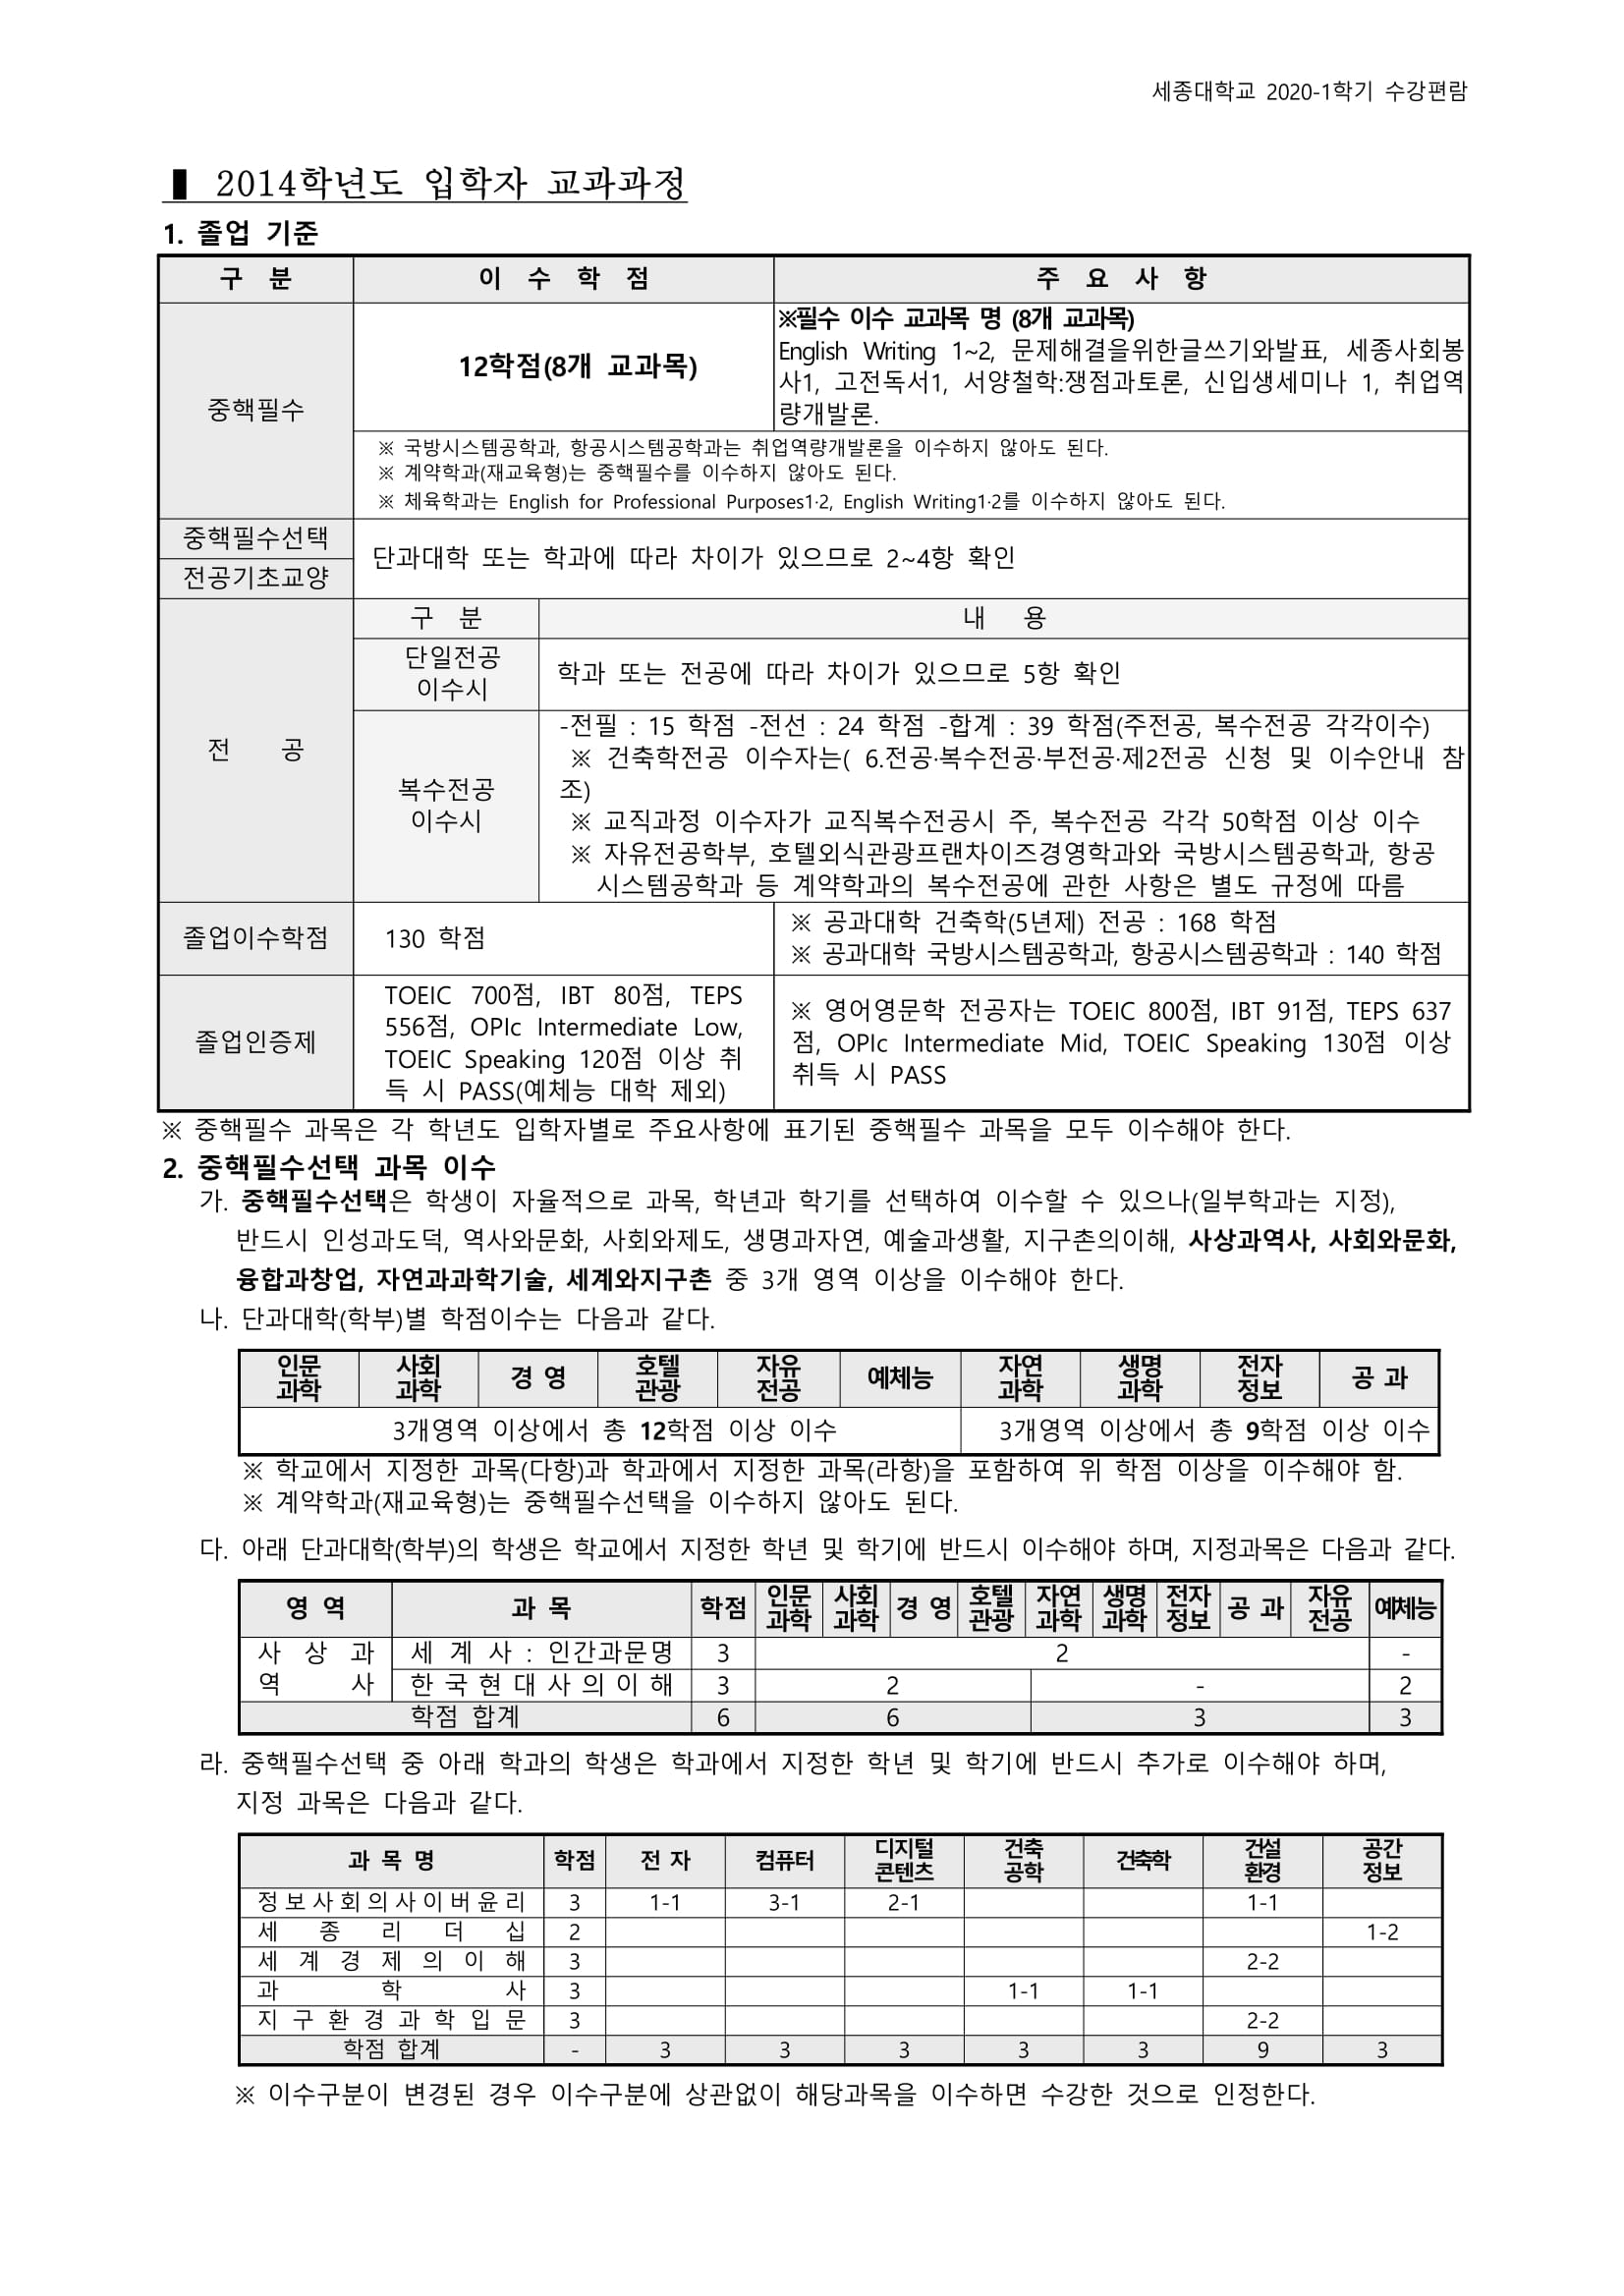 세종대학교 2020-1학기 수강편람
▌ 2014학년도 입학자 교과과정
1. 졸업 기준
구 분 이 수 학 점 주 요 사 항
중핵필수
12학점(8개 교과목)
※필수 이수 교과목 명 (8개 교과목)
English Writing 1~2, 문제해결을위한글쓰기와발표, 세종사회봉
사1, 고전독서1, 서양철학:쟁점과토론, 신입생세미나 1, 취업역
량개발론.
※ 국방시스템공학과, 항공시스템공학과는 취업역량개발론을 이수하지 않아도 된다.
※ 계약학과(재교육형)는 중핵필수를 이수하지 않아도 된다.
※ 체육학과는 English for Professional Purposes1·2, English Writing1·2를 이수하지 않아도 된다.
중핵필수선택
전공기초교양
단과대학 또는 학과에 따라 차이가 있으므로 2~4항 확인
전 공
구 분 내 용
단일전공
이수시
학과 또는 전공에 따라 차이가 있으므로 5항 확인
복수전공
이수시
-전필 : 15 학점 -전선 : 24 학점 -합계 : 39 학점(주전공, 복수전공 각각이수)
※ 건축학전공 이수자는( 6.전공·복수전공·부전공·제2전공 신청 및 이수안내 참
조)
※ 교직과정 이수자가 교직복수전공시 주, 복수전공 각각 50학점 이상 이수
※ 자유전공학부, 호텔외식관광프랜차이즈경영학과와 국방시스템공학과, 항공
시스템공학과 등 계약학과의 복수전공에 관한 사항은 별도 규정에 따름
졸업이수학점
130 학점
※ 공과대학 건축학(5년제) 전공 : 168 학점
※ 공과대학 국방시스템공학과, 항공시스템공학과 : 140 학점
졸업인증제
TOEIC 700점, IBT 80점, TEPS
556점, OPIc Intermediate Low,
TOEIC Speaking 120점 이상 취
득 시 PASS(예체능 대학 제외)
※ 영어영문학 전공자는 TOEIC 800점, IBT 91점, TEPS 637
점, OPIc Intermediate Mid, TOEIC Speaking 130점 이상
취득 시 PASS
※ 중핵필수 과목은 각 학년도 입학자별로 주요사항에 표기된 중핵필수 과목을 모두 이수해야 한다.
2. 중핵필수선택 과목 이수
가. 중핵필수선택은 학생이 자율적으로 과목, 학년과 학기를 선택하여 이수할 수 있으나(일부학과는 지정),
반드시 인성과도덕, 역사와문화, 사회와제도, 생명과자연, 예술과생활, 지구촌의이해, 사상과역사, 사회와문화,
융합과창업, 자연과과학기술, 세계와지구촌 중 3개 영역 이상을 이수해야 한다.
나. 단과대학(학부)별 학점이수는 다음과 같다.
인문과학 사회과학 경 영 호텔관광 자유전공 예체능 자연과학 생명과학 전자정보 공 과
3개영역 이상에서 총 12학점 이상 이수 3개영역 이상에서 총 9학점 이상 이수
※ 학교에서 지정한 과목(다항)과 학과에서 지정한 과목(라항)을 포함하여 위 학점 이상을 이수해야 함.
※ 계약학과(재교육형)는 중핵필수선택을 이수하지 않아도 된다.
다. 아래 단과대학(학부)의 학생은 학교에서 지정한 학년 및 학기에 반드시 이수해야 하며, 지정과목은 다음과 같다.
영 역 과 목 학점 인문과학 사회과학 경 영 호텔관광 자연과학 생명과학 전자정보 공 과 자유전공 예체능
사 상 과 세 계 사 : 인간과문명 3 2 -
역 사 한 국 현 대 사 의 이 해 3 2 - 2
학점 합계 6 6 3 3
라. 중핵필수선택 중 아래 학과의 학생은 학과에서 지정한 학년 및 학기에 반드시 추가로 이수해야 하며,
지정 과목은 다음과 같다.
과 목 명 학점 전 자 컴퓨터 디지털콘텐츠 건축공학 건축학 건설환경 공간정보
정 보 사 회 의 사 이 버 윤 리 3 1-1 3-1 2-1 1-1
세 종 리 더 십 2 1-2
세 계 경 제 의 이 해 3 2-2
과 학 사 3 1-1 1-1
지 구 환 경 과 학 입 문 3 2-2
학점 합계 - 3 3 3 3 3 9 3
※ 이수구분이 변경된 경우 이수구분에 상관없이 해당과목을 이수하면 수강한 것으로 인정한다.